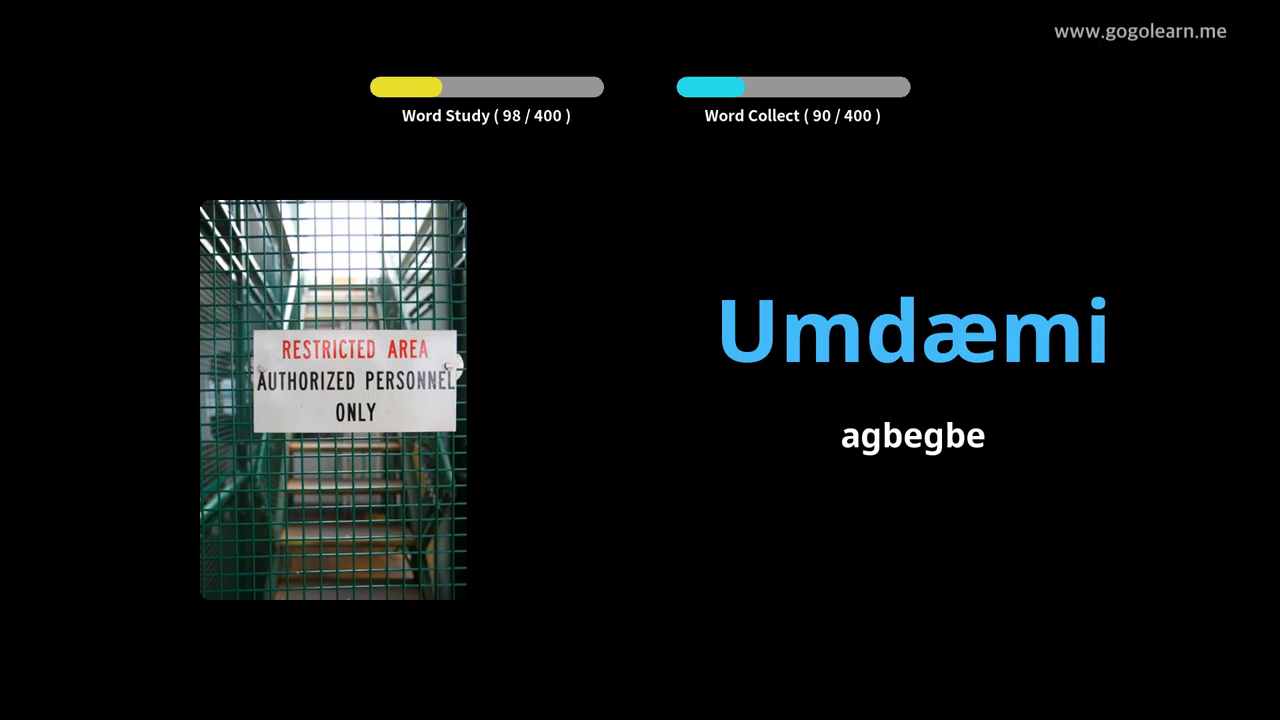 www.gogolearn.me
Word Study ( 98 / 400 )
Word Collect ( 90 / 400 )
RESTRICTED AREA
AUTHORIZED PERSONNEL
ONLY
Umdæmi
agbegbe